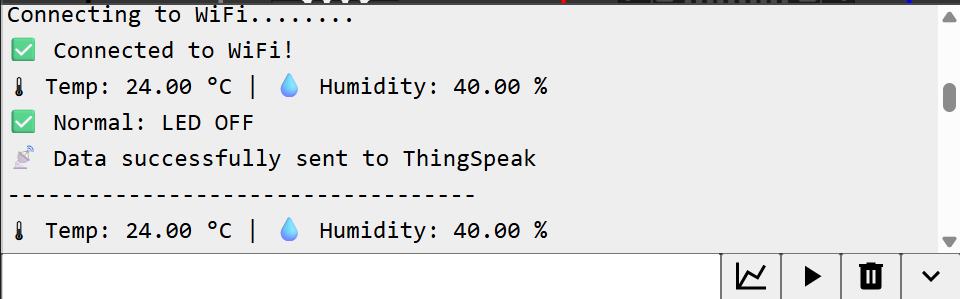 Connecting to WiFi........
✅ Connected to WiFi!
🌡 Temp: 24.00 °C | 💧 Humidity: 40.00 %
✅ Normal: LED OFF
📡 Data successfully sent to ThingSpeak
-----------------------------------
🌡 Temp: 24.00 °C | 💧 Humidity: 40.00 %